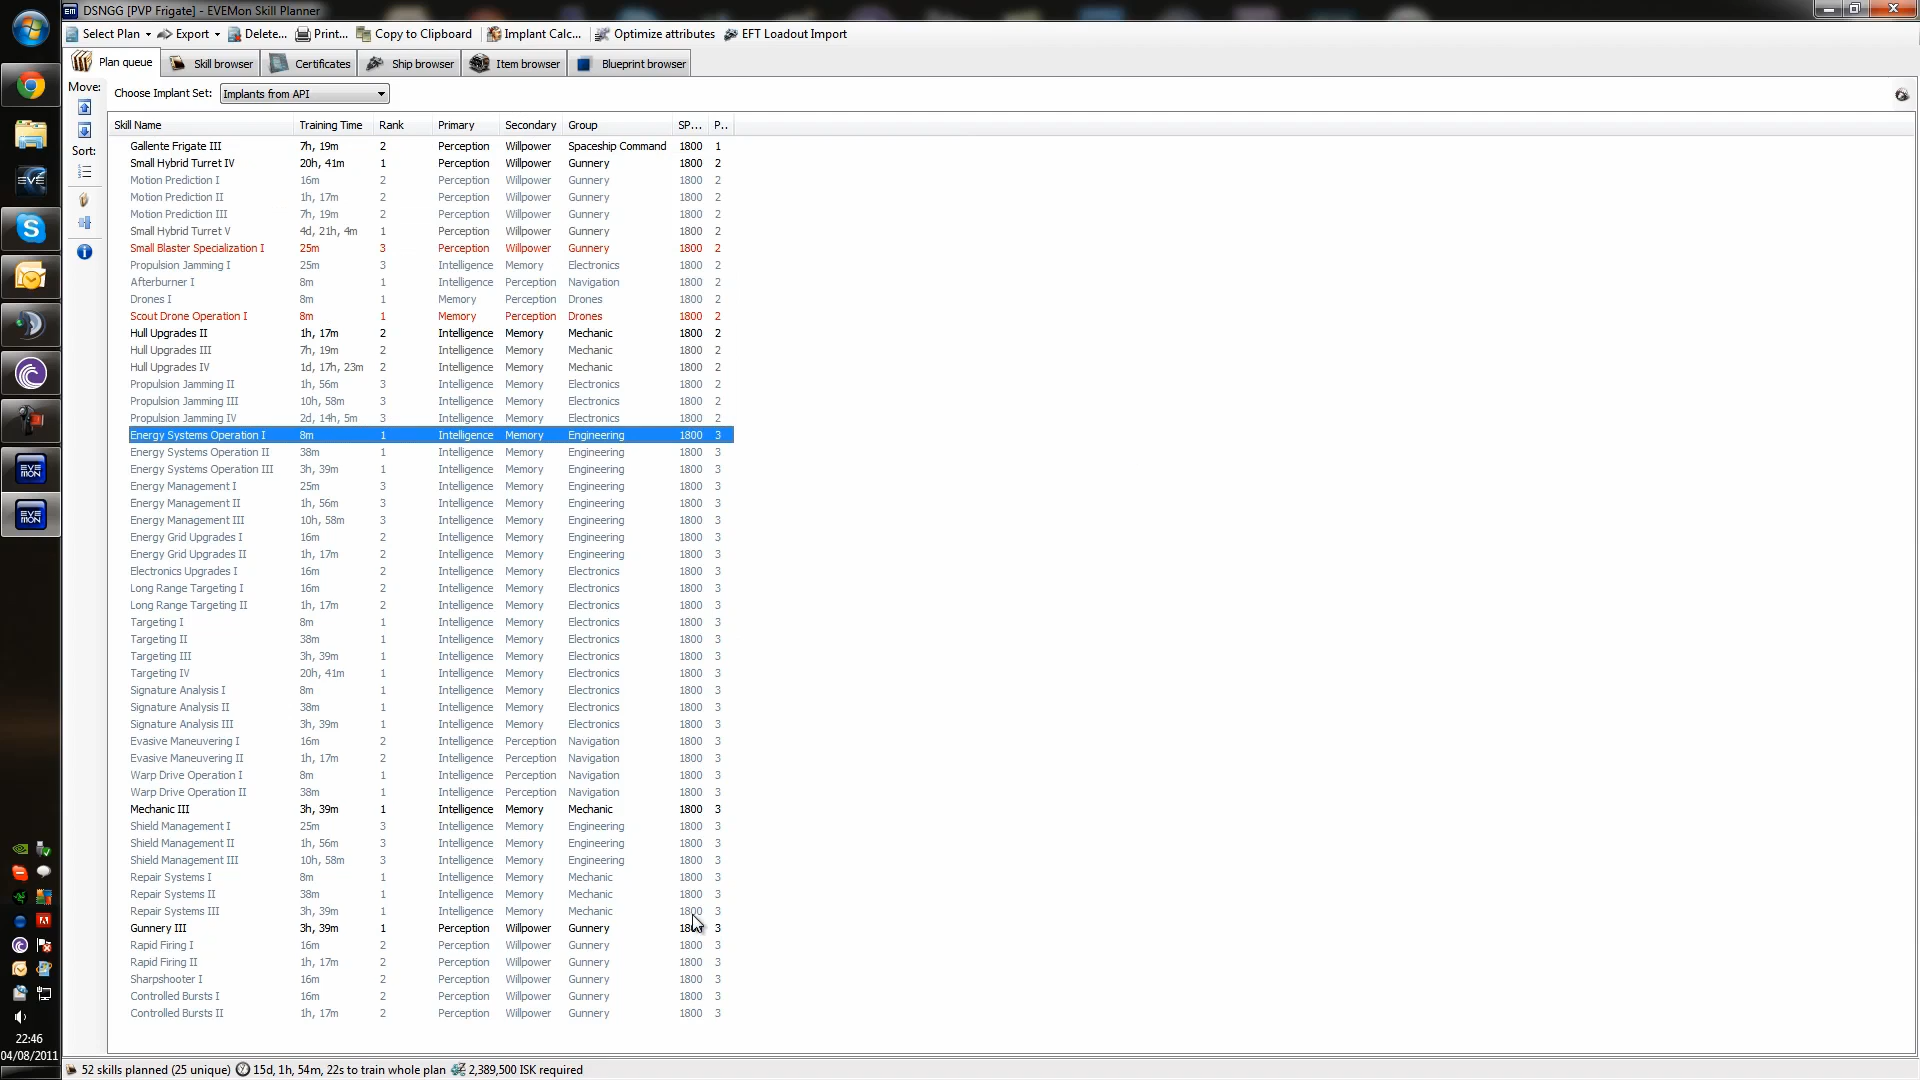 DSNGG [PVP Frigate] - EVEMon Skill Planner
Select Plan Export Delete... Print... Copy to Clipboard Implant Calc... Optimize attributes EFT Loadout Import
Plan queue Skill browser Certificates Ship browser Item browser Blueprint browser
Move: Choose Implant Set: Implants from API
Skill Name Training Time Rank Primary Secondary Group SP... P..
Gallente Frigate III 7h, 19m 2 Perception Willpower Spaceship Command 1800 1
Sort:
Small Hybrid Turret IV 20h, 41m 1 Perception Willpower Gunnery 1800 2
Motion Prediction I 16m 2 Perception Willpower Gunnery 1800 2
Motion Prediction II 1h, 17m 2 Perception Willpower Gunnery 1800 2
Motion Prediction III 7h, 19m 2 Perception Willpower Gunnery 1800 2
Small Hybrid Turret V 4d, 21h, 4m 1 Perception Willpower Gunnery 1800 2
Small Blaster Specialization I 25m 3 Perception Willpower Gunnery 1800 2
Propulsion Jamming I 25m 3 Intelligence Memory Electronics 1800 2
Afterburner I 8m 1 Intelligence Perception Navigation 1800 2
Drones I 8m 1 Memory Perception Drones 1800 2
Scout Drone Operation I 8m 1 Memory Perception Drones 1800 2
Hull Upgrades II 1h, 17m 2 Intelligence Memory Mechanic 1800 2
Hull Upgrades III 7h, 19m 2 Intelligence Memory Mechanic 1800 2
Hull Upgrades IV 1d, 17h, 23m 2 Intelligence Memory Mechanic 1800 2
Propulsion Jamming II 1h, 56m 3 Intelligence Memory Electronics 1800 2
Propulsion Jamming III 10h, 58m 3 Intelligence Memory Electronics 1800 2
Propulsion Jamming IV 2d, 14h, 5m 3 Intelligence Memory Electronics 1800 2
Energy Systems Operation I 8m 1 Intelligence Memory Engineering 1800 3
Energy Systems Operation II 38m 1 Intelligence Memory Engineering 1800 3
Energy Systems Operation III 3h, 39m 1 Intelligence Memory Engineering 1800 3
Energy Management I 25m 3 Intelligence Memory Engineering 1800 3
Energy Management II 1h, 56m 3 Intelligence Memory Engineering 1800 3
Energy Management III 10h, 58m 3 Intelligence Memory Engineering 1800 3
Energy Grid Upgrades I 16m 2 Intelligence Memory Engineering 1800 3
Energy Grid Upgrades II 1h, 17m 2 Intelligence Memory Engineering 1800 3
Electronics Upgrades I 16m 2 Intelligence Memory Electronics 1800 3
Long Range Targeting I 16m 2 Intelligence Memory Electronics 1800 3
Long Range Targeting II 1h, 17m 2 Intelligence Memory Electronics 1800 3
Targeting I 8m 1 Intelligence Memory Electronics 1800 3
Targeting II 38m 1 Intelligence Memory Electronics 1800 3
Targeting III 3h, 39m 1 Intelligence Memory Electronics 1800 3
Targeting IV 20h, 41m 1 Intelligence Memory Electronics 1800 3
Signature Analysis I 8m 1 Intelligence Memory Electronics 1800 3
Signature Analysis II 38m 1 Intelligence Memory Electronics 1800 3
Signature Analysis III 3h, 39m 1 Intelligence Memory Electronics 1800 3
Evasive Maneuvering I 16m 2 Intelligence Perception Navigation 1800 3
Evasive Maneuvering II 1h, 17m 2 Intelligence Perception Navigation 1800 3
Warp Drive Operation I 8m 1 Intelligence Perception Navigation 1800 3
Warp Drive Operation II 38m 1 Intelligence Perception Navigation 1800 3
Mechanic III 3h, 39m 1 Intelligence Memory Mechanic 1800 3
Shield Management I 25m 3 Intelligence Memory Engineering 1800 3
Shield Management II 1h, 56m 3 Intelligence Memory Engineering 1800 3
Shield Management III 10h, 58m 3 Intelligence Memory Engineering 1800 3
Repair Systems I 8m 1 Intelligence Memory Mechanic 1800 3
Repair Systems II 38m 1 Intelligence Memory Mechanic 1800 3
Repair Systems III 3h, 39m 1 Intelligence Memory Mechanic 1800 3
Gunnery III 3h, 39m 1 Perception Willpower Gunnery 3
Rapid Firing I 16m 2 Perception Willpower Gunnery 1800 3
Rapid Firing II 1h, 17m 2 Perception Willpower Gunnery 1800 3
Sharpshooter I 16m 2 Perception Willpower Gunnery 1800 3
Controlled Bursts I 16m 2 Perception Willpower Gunnery 1800 3
Controlled Bursts II 1h, 17m 2 Perception Willpower Gunnery 1800 3
EVE
EVE MON
EVE MON
22:46
04/08/2011
52 skills planned (25 unique) 15d, 1h, 54m, 22s to train whole plan 2,389,500 ISK required